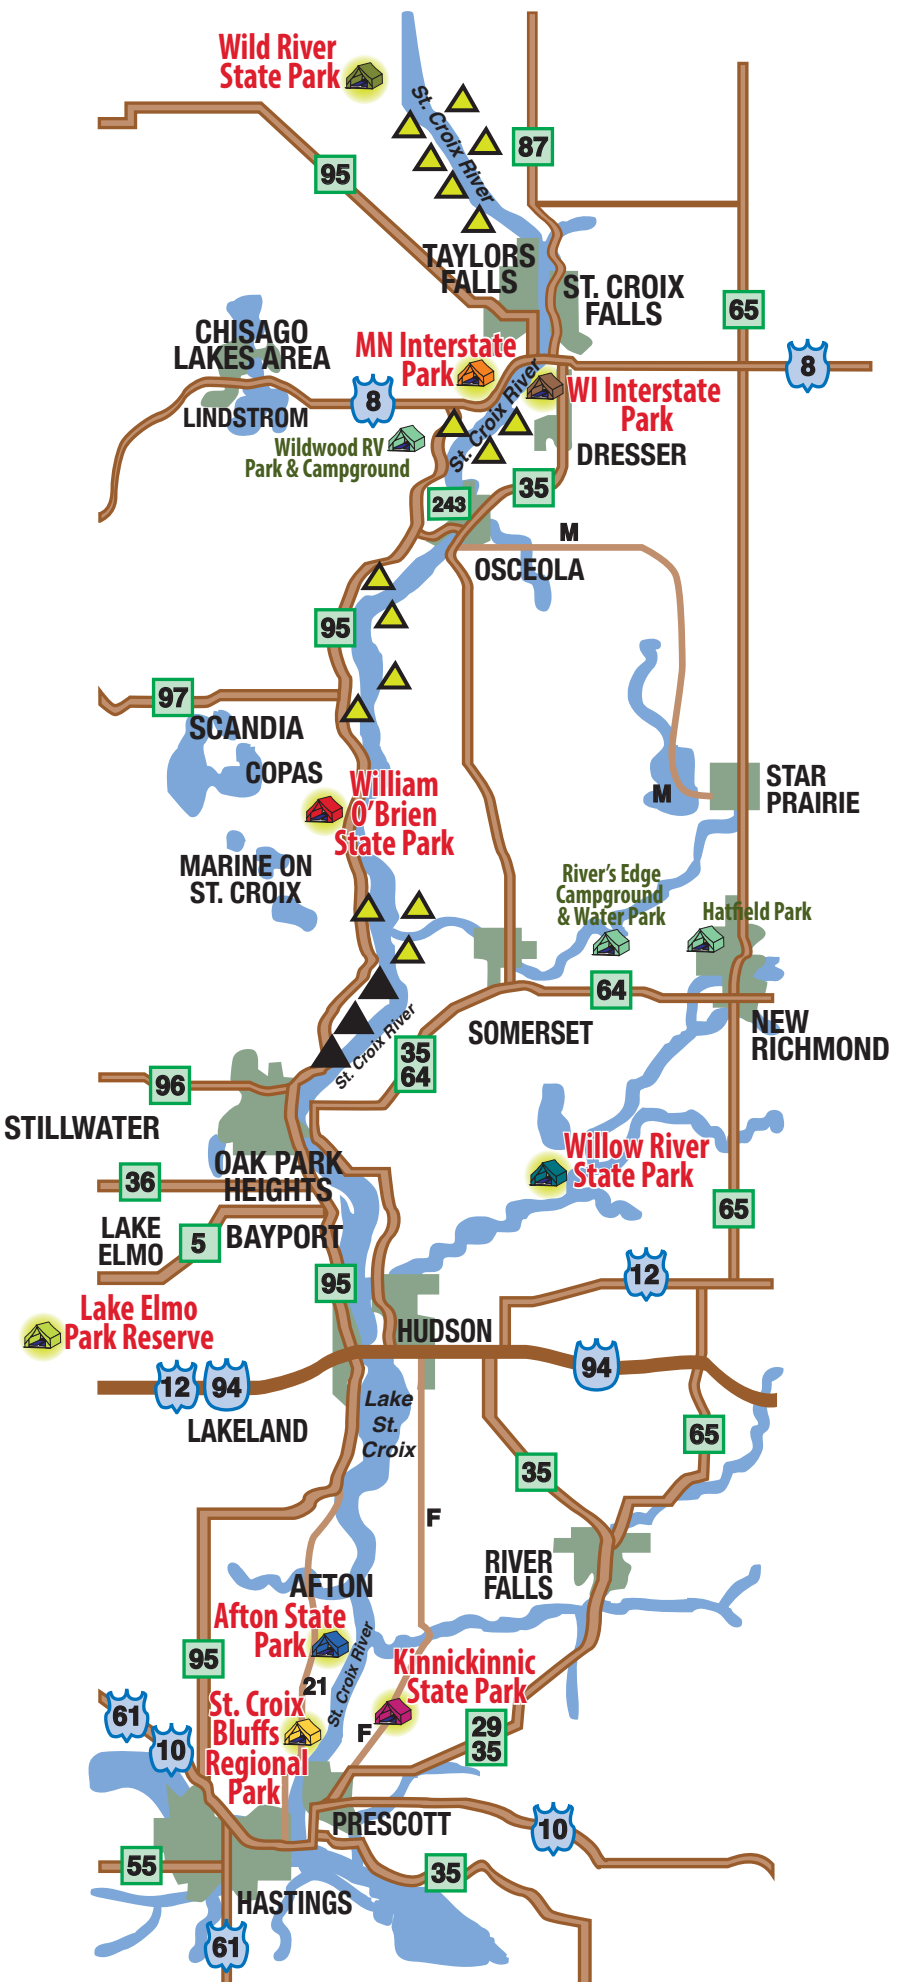 Wild River
State Park
St. Croix River
87
95
TAYLORS
FALLS
ST. CROIX
FALLS
65
CHISAGO
LAKES AREA
MN Interstate
Park
8
8
WI Interstate
Park
LINDSTROM
St. Croix River
Wildwood RV
Park & Campground
DRESSER
35
243
M
OSCEOLA
95
97
SCANDIA
COPAS
STAR
PRAIRIE
M
William
O'Brien
State Park
MARINE ON
ST. CROIX
River's Edge
Campground
& Water Park
Hatfield Park
64
SOMERSET
NEW
RICHMOND
St. Croix River
35
64
96
STILLWATER
Willow River
State Park
OAK PARK
HEIGHTS
36
65
LAKE
ELMO
5
BAYPORT
95
12
Lake Elmo
Park Reserve
HUDSON
12
94
94
LAKELAND
Lake
St.
Croix
65
35
F
RIVER
FALLS
AFTON
Afton State
Park
St. Croix River
95
Kinnickinnic
State Park
21
St. Croix
Bluffs
Regional
Park
61
10
F
29
35
PRESCOTT
10
55
35
HASTINGS
61